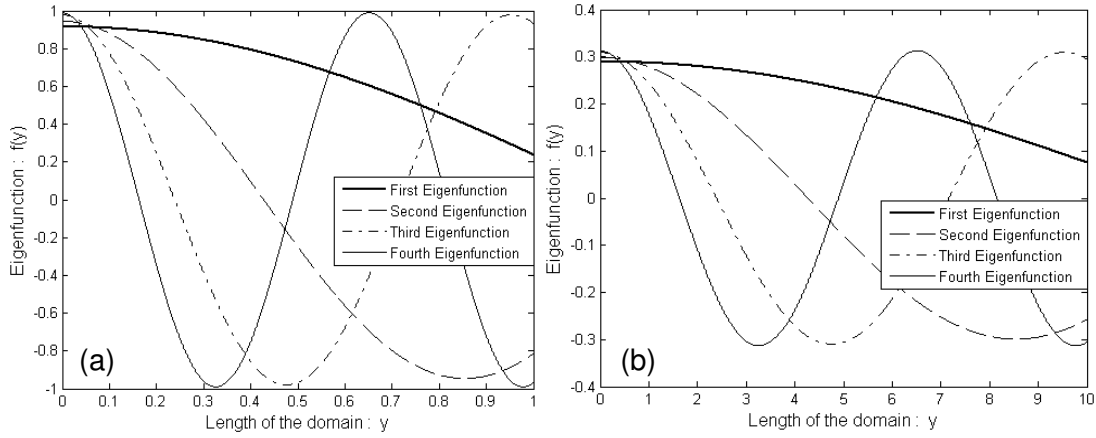 1
0.8
0.6
0.4
0.2
0
-0.2
-0.4
-0.6
-0.8
-1
Eigenfunction : f(y)
First Eigenfunction
Second Eigenfunction
Third Eigenfunction
Fourth Eigenfunction
(a)
0 0.1 0.2 0.3 0.4 0.5 0.6 0.7 0.8 0.9 1
Length of the domain : y
0.4
0.3
0.2
0.1
0
-0.1
-0.2
-0.3
-0.4
Eigenfunction : f(y)
First Eigenfunction
Second Eigenfunction
Third Eigenfunction
Fourth Eigenfunction
(b)
0 1 2 3 4 5 6 7 8 9 10
Length of the domain : y